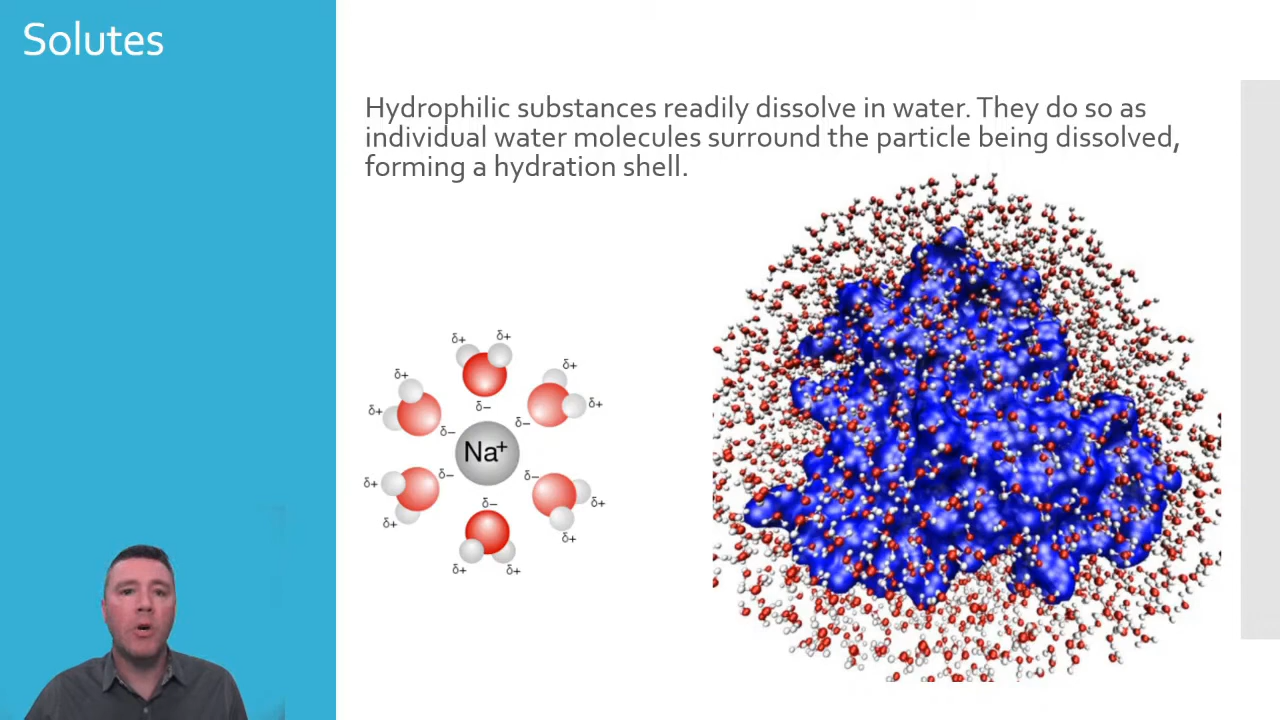 Solutes
Hydrophilic substances readily dissolve in water. They do so as
individual water molecules surround the particle being dissolved,
forming a hydration shell.
δ+ δ+
δ+ δ+
δ+ δ− δ+
δ− δ−
Na⁺
δ+ δ− δ− δ+
δ−
δ+ δ+
δ+ δ+